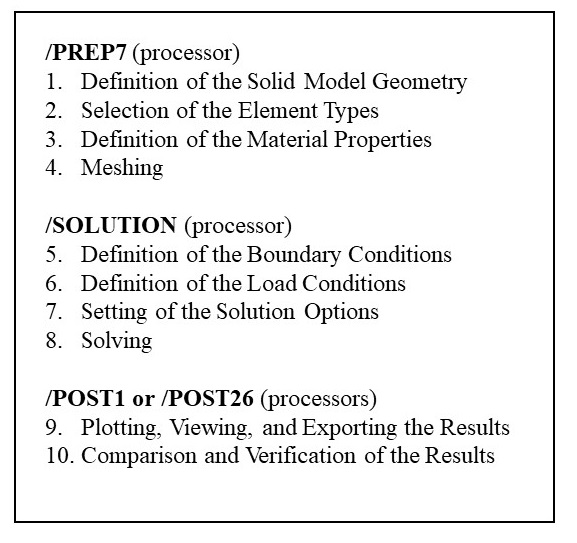 /PREP7 (processor)
1. Definition of the Solid Model Geometry
2. Selection of the Element Types
3. Definition of the Material Properties
4. Meshing
/SOLUTION (processor)
5. Definition of the Boundary Conditions
6. Definition of the Load Conditions
7. Setting of the Solution Options
8. Solving
/POST1 or /POST26 (processors)
9. Plotting, Viewing, and Exporting the Results
10. Comparison and Verification of the Results